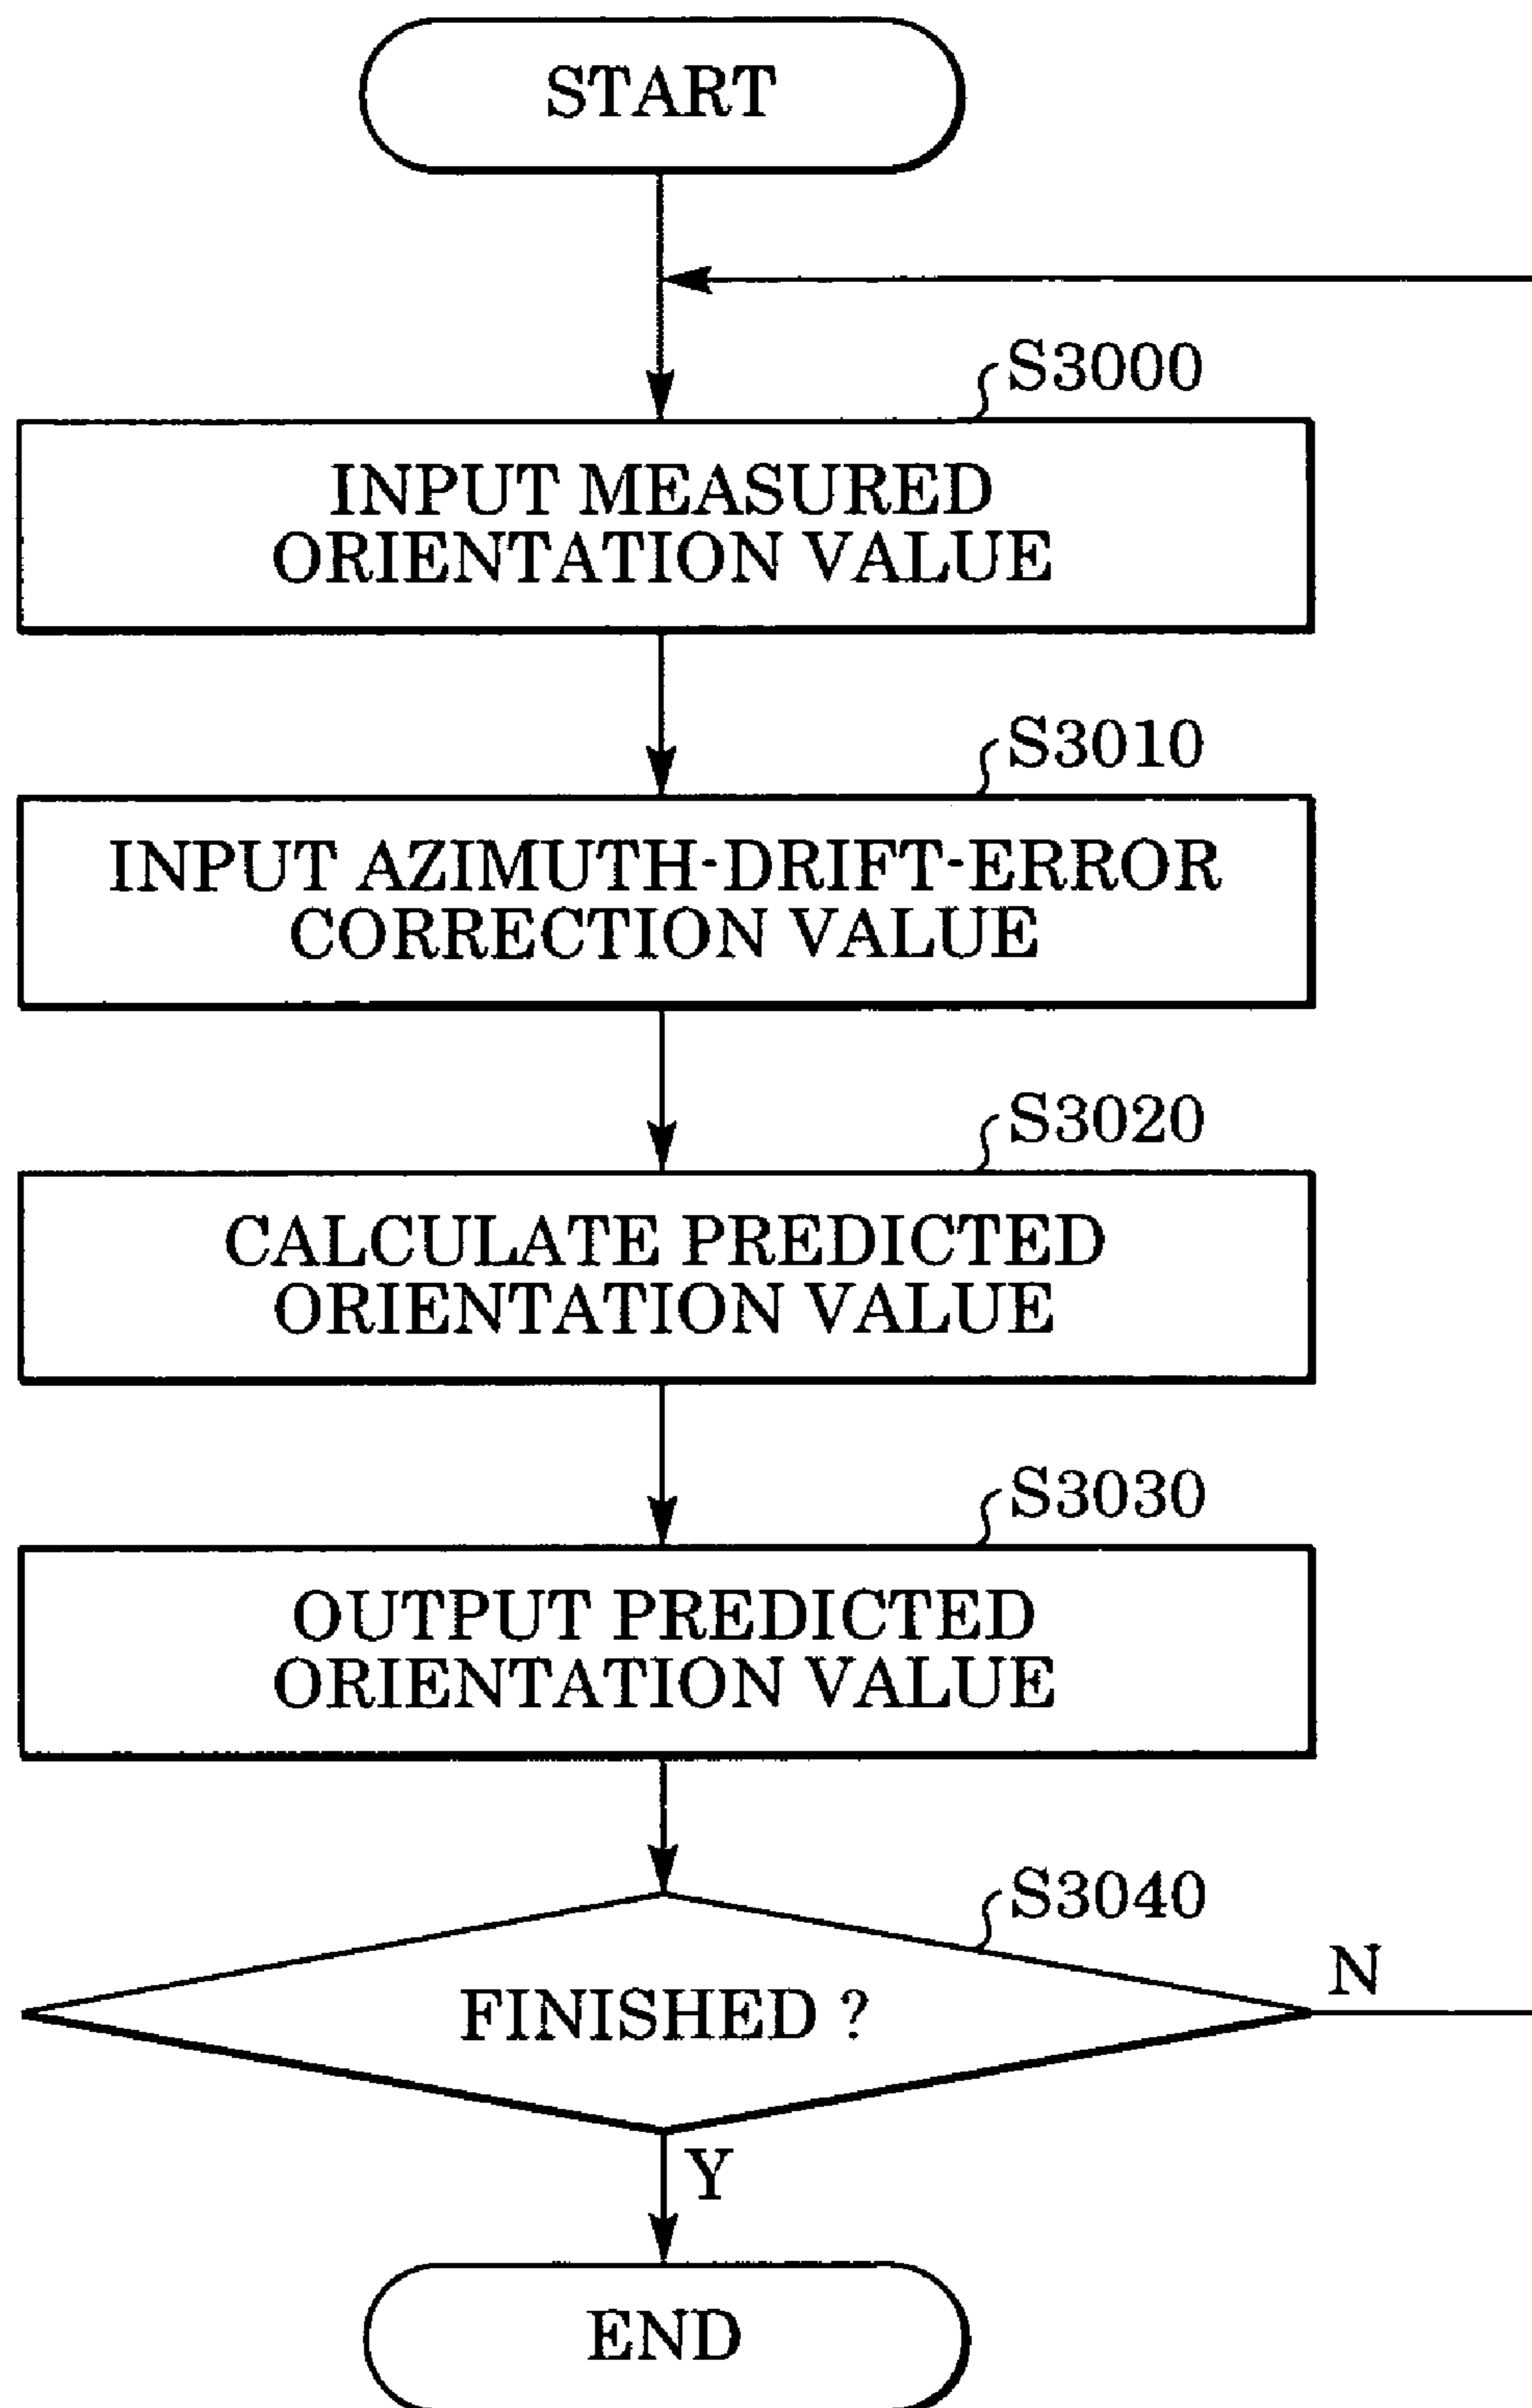 START
S3000
INPUT MEASURED
ORIENTATION VALUE
S3010
INPUT AZIMUTH-DRIFT-ERROR
CORRECTION VALUE
S3020
CALCULATE PREDICTED
ORIENTATION VALUE
S3030
OUTPUT PREDICTED
ORIENTATION VALUE
S3040
N
FINISHED ?
Y
END